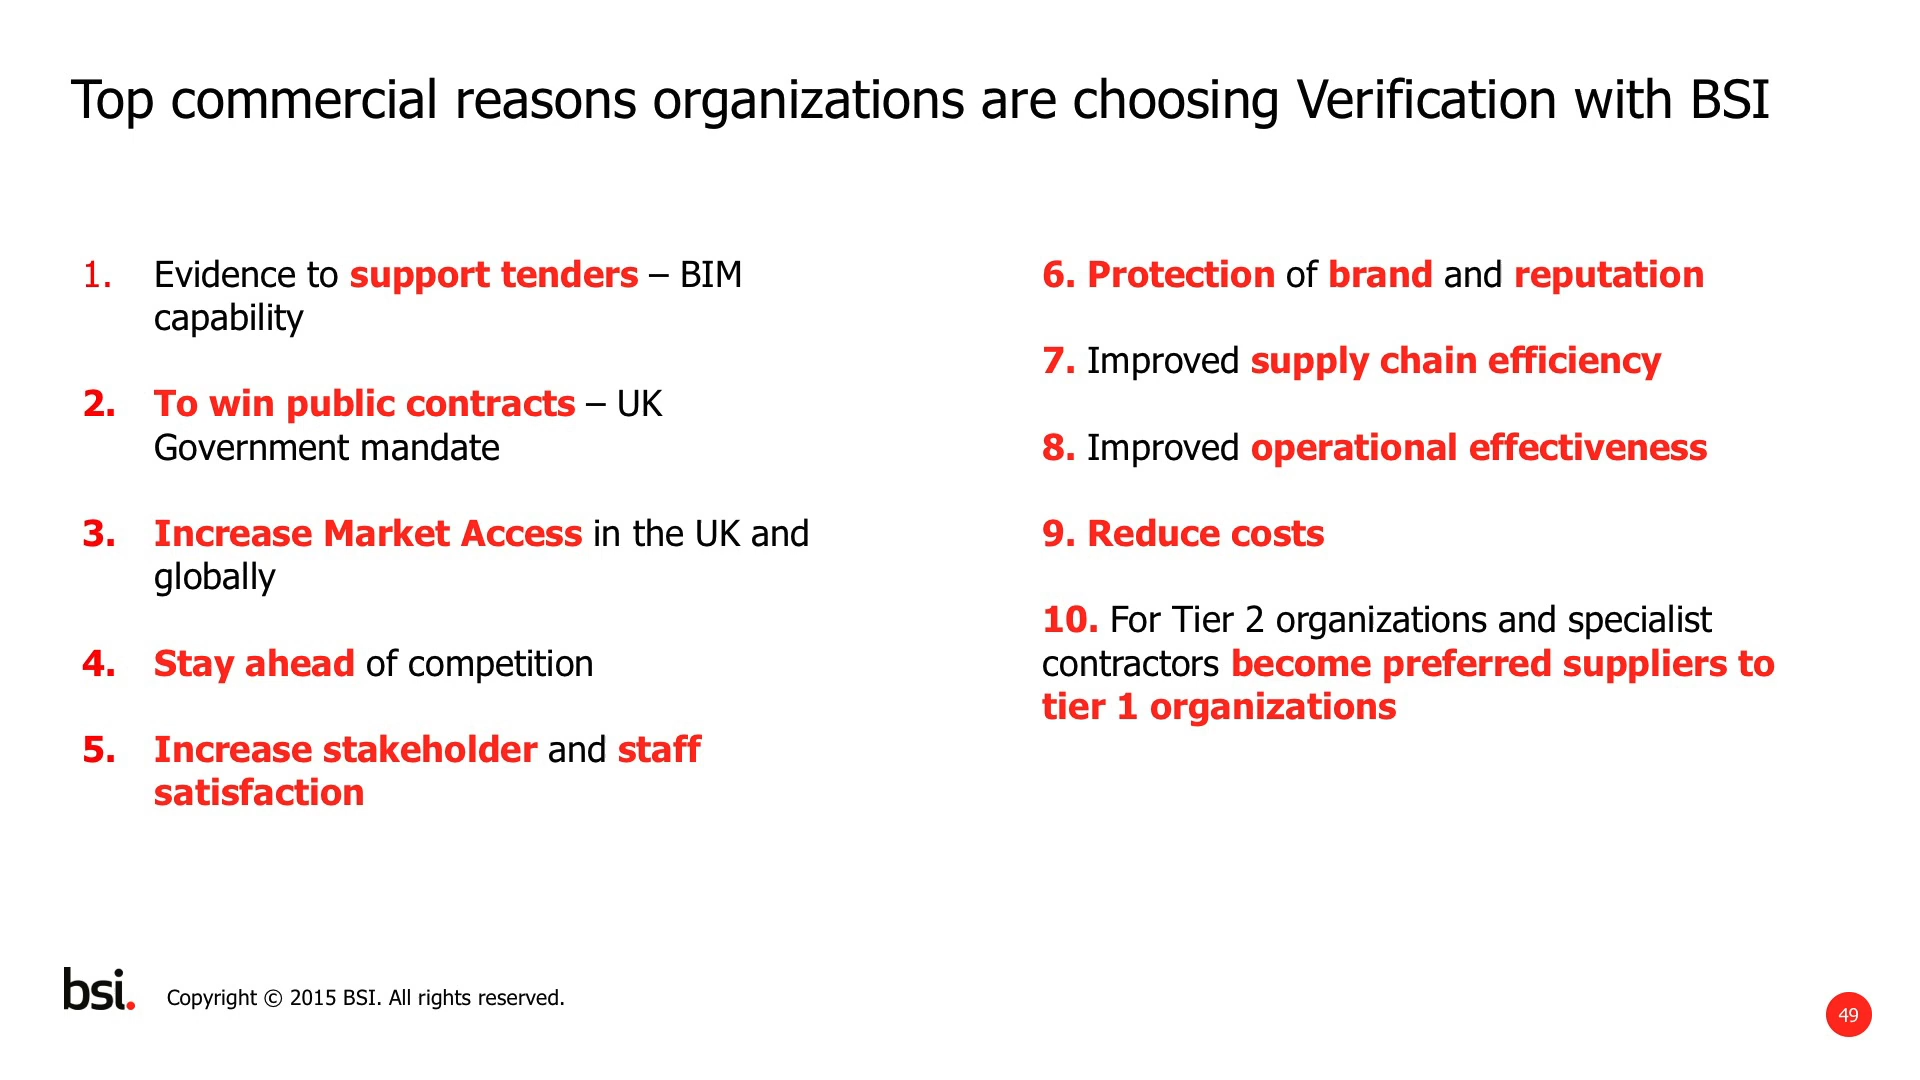 Top commercial reasons organizations are choosing Verification with BSI
1. Evidence to support tenders – BIM
capability
2. To win public contracts – UK
Government mandate
3. Increase Market Access in the UK and
globally
4. Stay ahead of competition
5. Increase stakeholder and staff
satisfaction
6. Protection of brand and reputation
7. Improved supply chain efficiency
8. Improved operational effectiveness
9. Reduce costs
10. For Tier 2 organizations and specialist
contractors become preferred suppliers to
tier 1 organizations
bsi.
Copyright © 2015 BSI. All rights reserved.
49